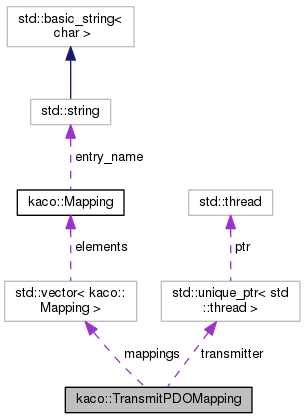 std::basic_string<
char >
std::string
entry_name
kaco::Mapping
std::thread
elements
ptr
std::vector< kaco::
Mapping >
std::unique_ptr< std
::thread >
mappings
transmitter
kaco::TransmitPDOMapping